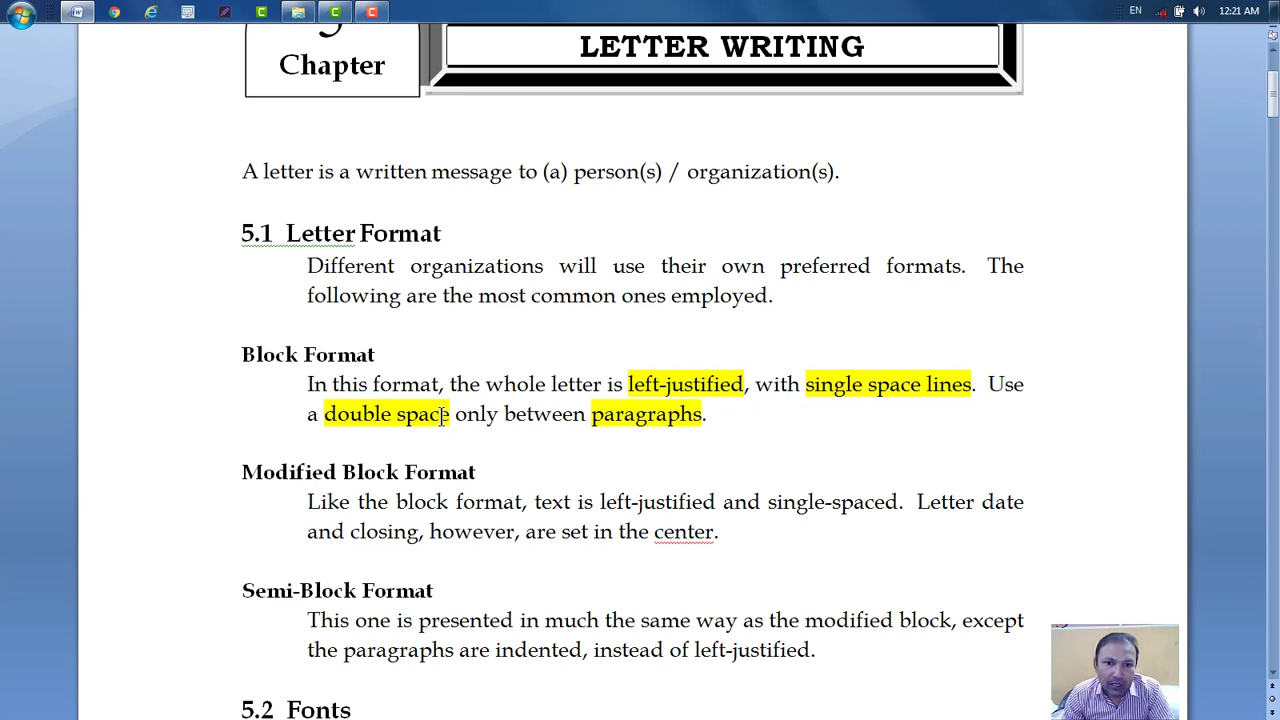 EN
12:21 AM
Chapter
LETTER WRITING
A letter is a written message to (a) person(s) / organization(s).
5.1 Letter Format
Different organizations will use their own preferred formats. The
following are the most common ones employed.
Block Format
In this format, the whole letter is left-justified, with single space lines. Use
a double space only between paragraphs.
Modified Block Format
Like the block format, text is left-justified and single-spaced. Letter date
and closing, however, are set in the center.
Semi-Block Format
This one is presented in much the same way as the modified block, except
the paragraphs are indented, instead of left-justified.
5.2 Fonts